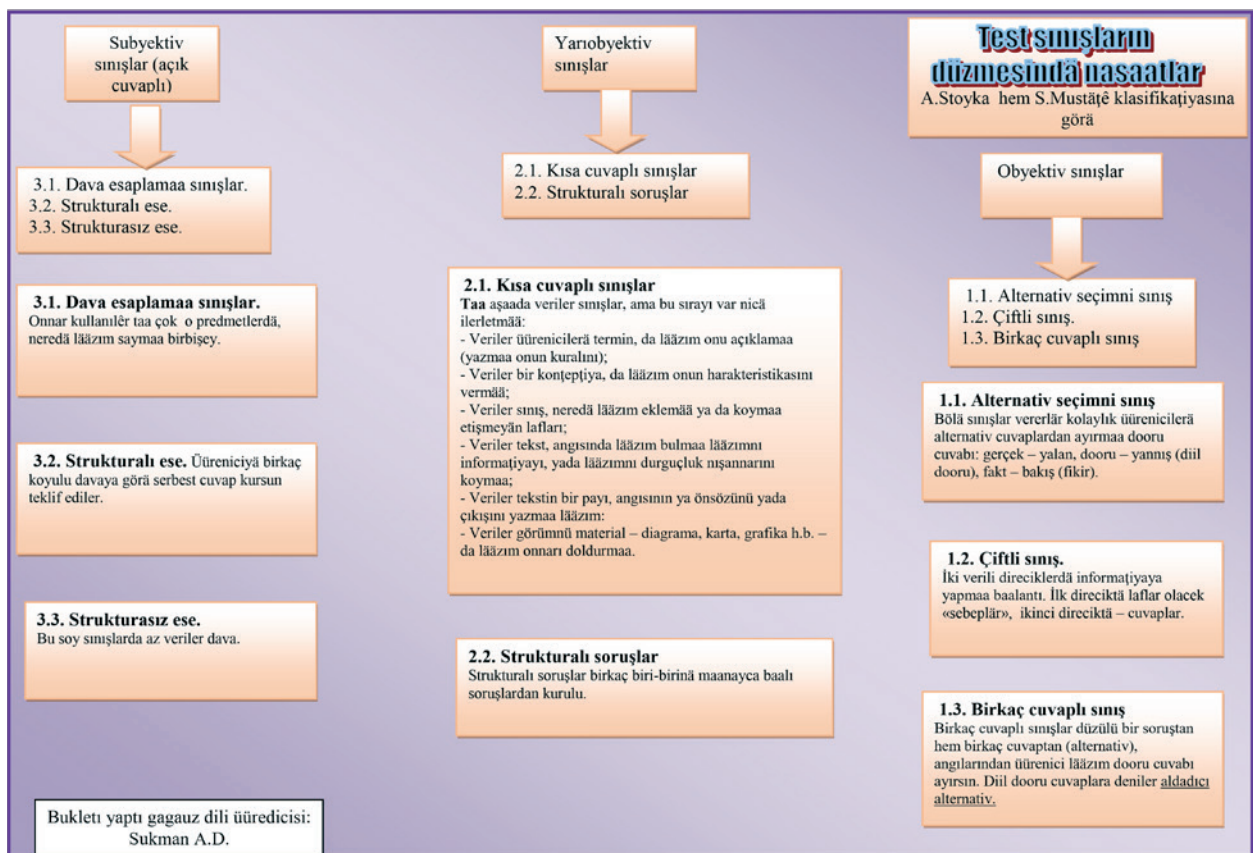 Subyektiv
sınışlar (açık
cuvaplı)
3.1. Dava esaplamaa sınışlar.
3.2. Strukturalı ese.
3.3. Strukturasız ese.
3.1. Dava esaplamaa sınışlar.
Onnar kullanılêr taa çok o predmetlerdä,
neredä lääzım saymaa birbişey.
3.2. Strukturalı ese. Üüreniciyä birkaç
koyulu davaya görä serbest cuvap kursun
teklif ediler.
3.3. Strukturasız ese.
Bu soy sınışlarda az veriler dava.
Bukletı yaptı gagauz dili üüredicisi:
Sukman A.D.
Yarıobyektiv
sınışlar
2.1. Kısa cuvaplı sınışlar
2.2. Strukturalı soruşlar
2.1. Kısa cuvaplı sınışlar
Taa aşaada veriler sınışlar, ama bu sırayı var nicä
ilerletmää:
- Veriler üürenicilerä termin, da lääzım onu açıklamaa
(yazmaa onun kuralını);
- Veriler bir konţepţiya, da lääzım onun harakteristikasını
vermää;
- Veriler sınış, neredä lääzım eklemää ya da koymaa
etişmeyän lafları;
- Veriler tekst, angısında lääzım bulmaa lääzımnı
informaţiyayı, yada lääzımnı durguçluk nışannarını
koymaa;
- Veriler tekstin bir payı, angısının ya önsözünü yada
çıkışını yazmaa lääzım:
- Veriler görümnü material – diagrama, karta, grafika h.b. –
da lääzım onnarı doldurmaa.
2.2. Strukturalı soruşlar
Strukturalı soruşlar birkaç biri-birinä maanayca baalı
soruşlardan kurulu.
Test sınışların
düzmesindä nasaatlar
A.Stoyka hem S.Mustäţê klasifikaţiyasına
görä
Obyektiv sınışlar
1.1. Alternativ seçimni sınış
1.2. Çiftli sınış.
1.3. Birkaç cuvaplı sınış
1.1. Alternativ seçimni sınış
Bölä sınışlar vererlär kolaylık üürenicilerä
alternativ cuvaplardan ayırmaa dooru
cuvabı: gerçek – yalan, dooru – yannış (diil
dooru), fakt – bakış (fikir).
1.2. Çiftli sınış.
İki verili direciklerdä informaţiyaya
yapmaa baalantı. İlk direciktä laflar olacek
«sebeplär», ikinci direciktä – cuvaplar.
1.3. Birkaç cuvaplı sınış
Birkaç cuvaplı sınışlar düzülü bir soruştan
hem birkaç cuvaptan (alternativ),
angılarından üürenici lääzım dooru cuvabı
ayırsın. Diil dooru cuvaplara deniler aldadıcı
alternativ.